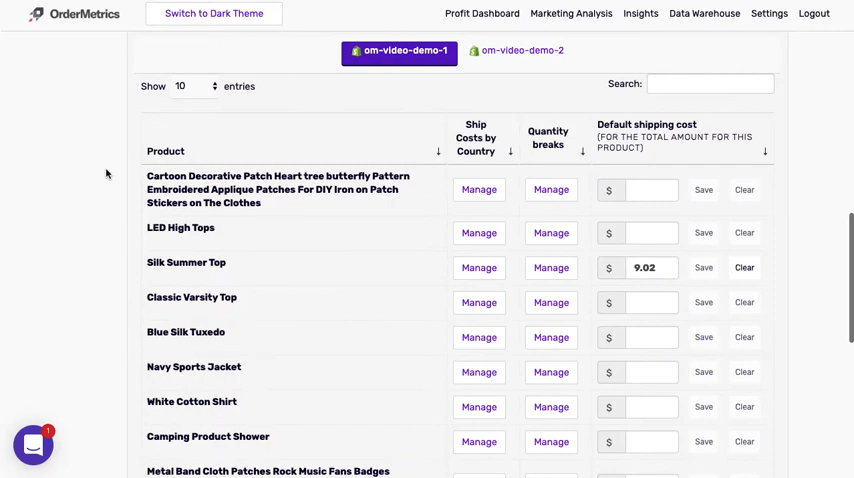 OrderMetrics
Switch to Dark Theme
Profit Dashboard Marketing Analysis Insights Data Warehouse Settings Logout
om-video-demo-1 om-video-demo-2
Show 10 entries Search:
Product
Ship Costs by Country
Quantity breaks
Default shipping cost
(FOR THE TOTAL AMOUNT FOR THIS
PRODUCT)
Cartoon Decorative Patch Heart tree butterfly Pattern
Embroidered Applique Patches For DIY Iron on Patch
Stickers on The Clothes
Manage Manage $ Save Clear
LED High Tops Manage Manage $ Save Clear
Silk Summer Top Manage Manage $ 9.02 Save Clear
Classic Varsity Top Manage Manage $ Save Clear
Blue Silk Tuxedo Manage Manage $ Save Clear
Navy Sports Jacket Manage Manage $ Save Clear
White Cotton Shirt Manage Manage $ Save Clear
Camping Product Shower Manage Manage $ Save Clear
Metal Band Cloth Patches Rock Music Fans Badges
1